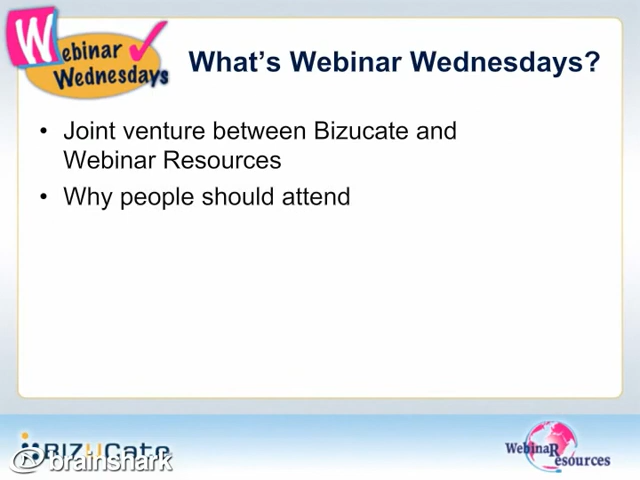 Webinar
Wednesdays
What's Webinar Wednesdays?
• Joint venture between Bizucate and
Webinar Resources
• Why people should attend
BIZUCate
brainshark
WebinaR
Resources